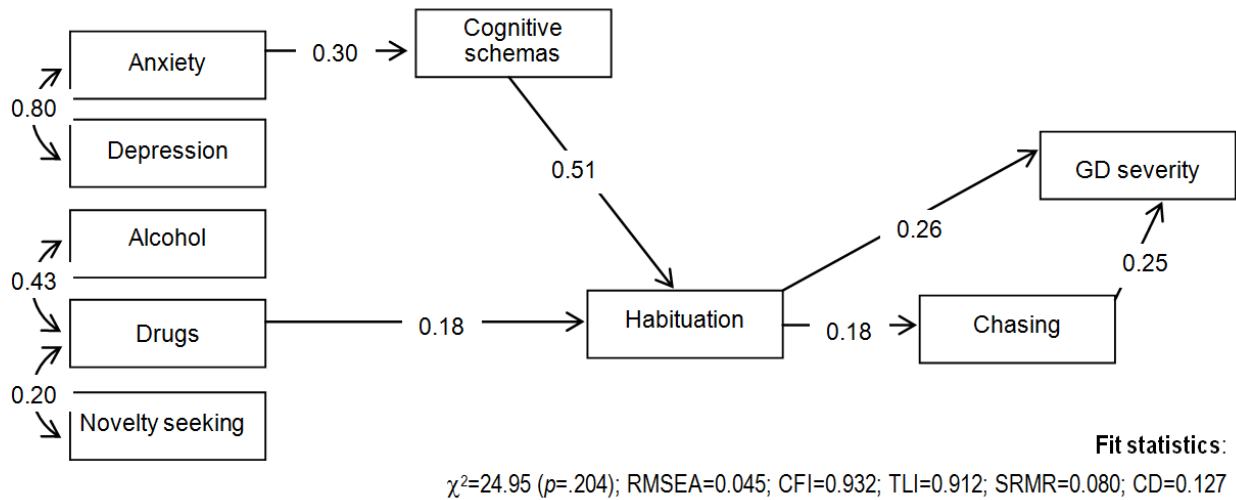 Anxiety
0.30
Cognitive
schemas
0.80
Depression
0.51
GD severity
Alcohol
0.43
0.26
0.25
Drugs
0.18
Habituation
0.18
Chasing
0.20
Novelty seeking
Fit statistics:
χ²=24.95 (p=.204); RMSEA=0.045; CFI=0.932; TLI=0.912; SRMR=0.080; CD=0.127